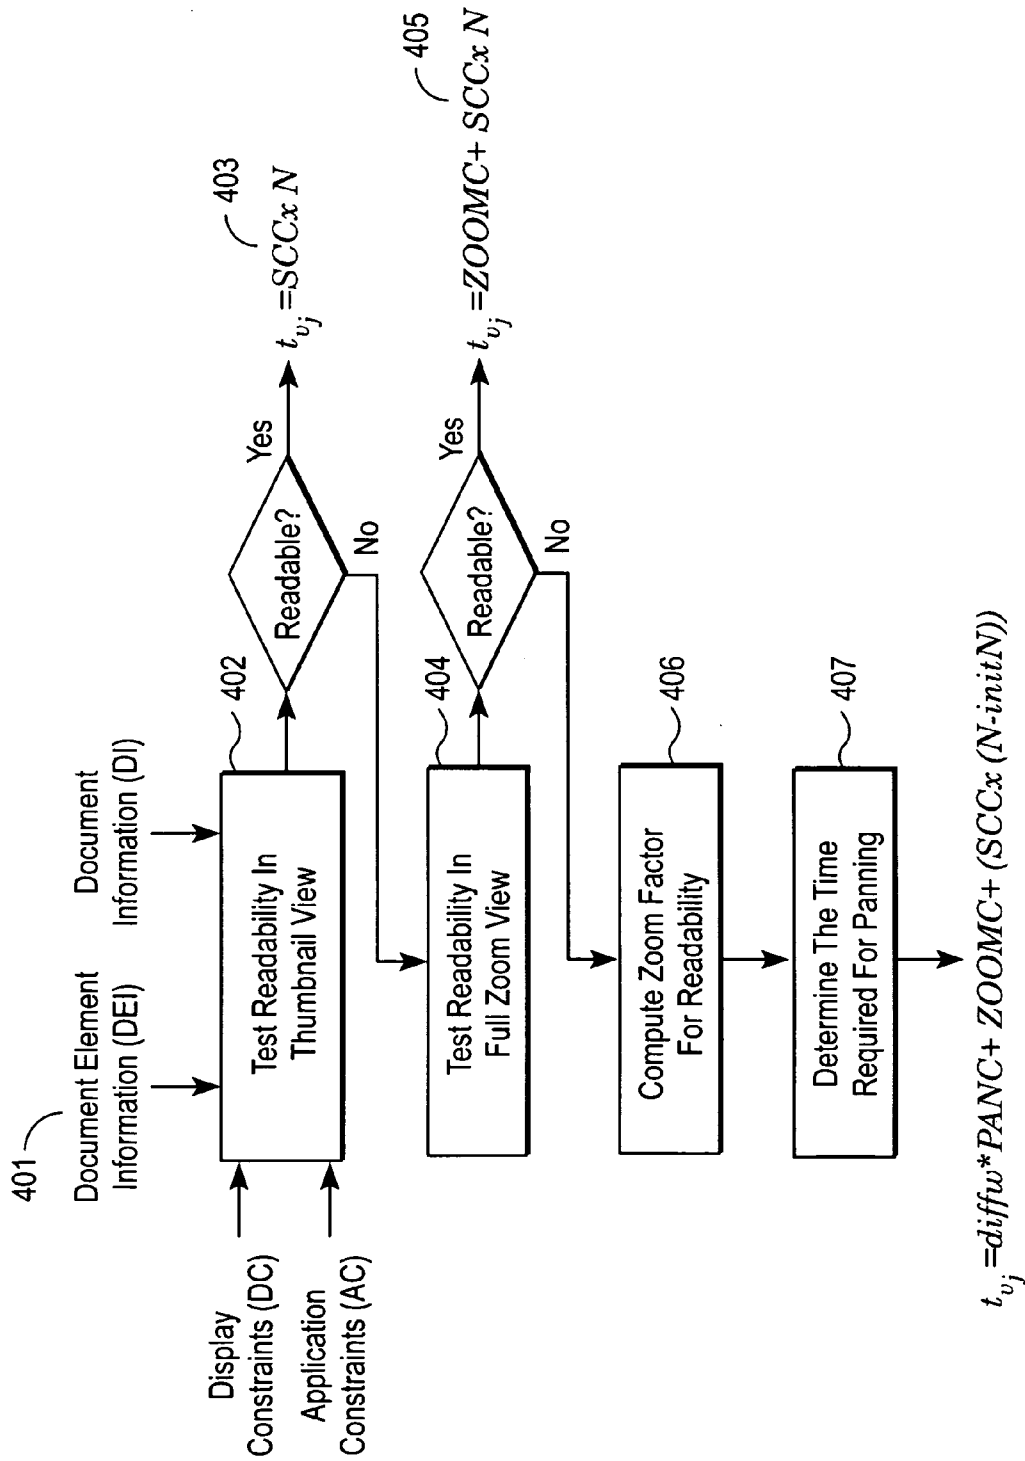 401
Document Element
Information (DEI)
Document
Information (DI)
Display
Constraints (DC)
Application
Constraints (AC)
402
Test Readability In
Thumbnail View
Readable?
Yes
No
403
t_{v_j} =SCCx N
404
Test Readability In
Full Zoom View
Readable?
Yes
No
405
t_{v_j} =ZOOMC+ SCCx N
406
Compute Zoom Factor
For Readability
407
Determine The Time
Required For Panning
t_{v_j} =diffw*PANC+ ZOOMC+ (SCCx (N-initN))